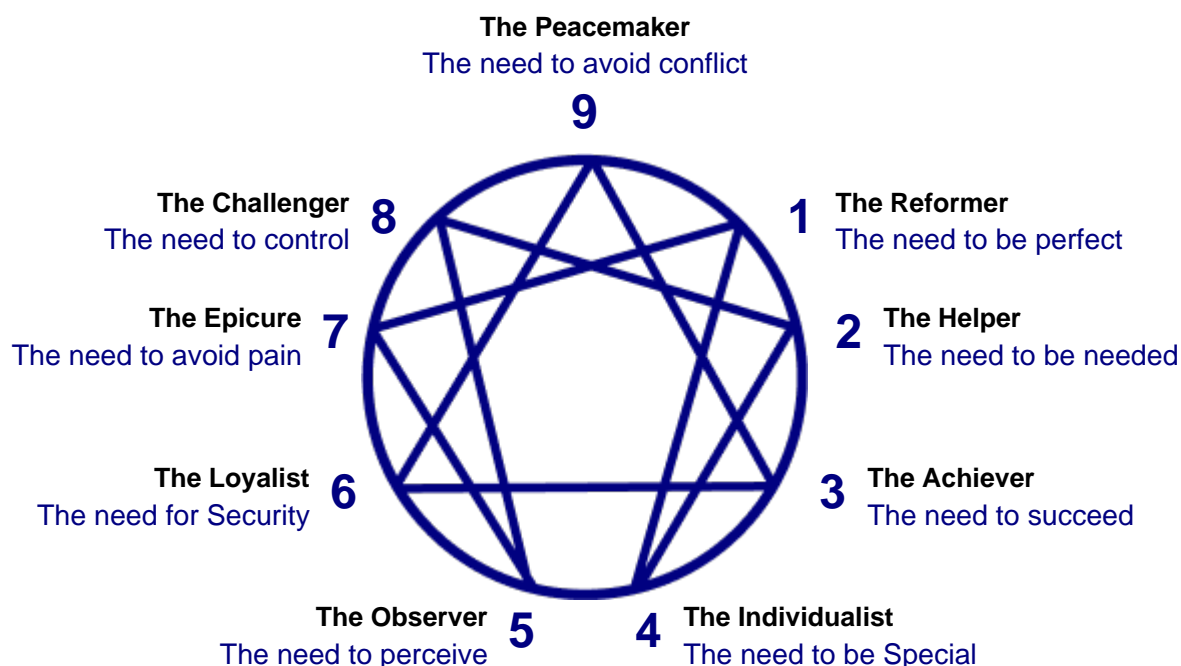 The Peacemaker
The need to avoid conflict
9
The Challenger
The need to control
8
1
The Reformer
The need to be perfect
The Epicure
The need to avoid pain
7
2
The Helper
The need to be needed
The Loyalist
The need for Security
6
3
The Achiever
The need to succeed
The Observer
The need to perceive
5
4
The Individualist
The need to be Special